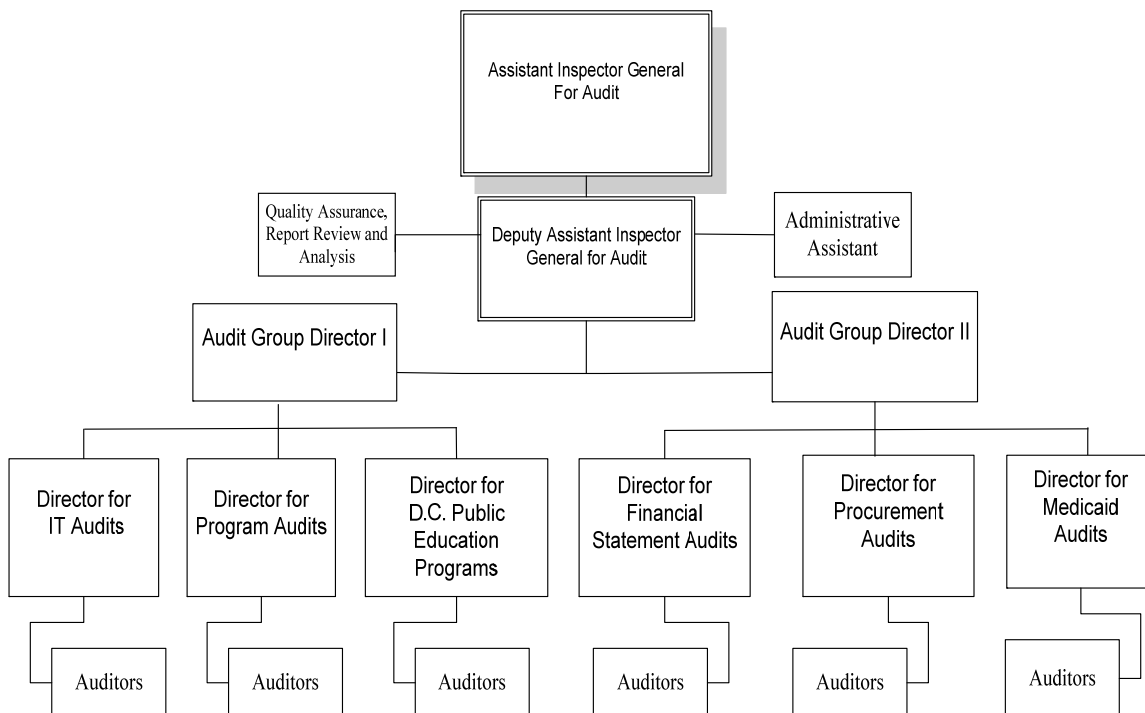 Assistant Inspector General
For Audit
Quality Assurance,
Report Review and
Analysis
Deputy Assistant Inspector
General for Audit
Administrative
Assistant
Audit Group Director I
Audit Group Director II
Director for
IT Audits
Director for
Program Audits
Director for
D.C. Public
Education
Programs
Director for
Financial
Statement Audits
Director for
Procurement
Audits
Director for
Medicaid
Audits
Auditors
Auditors
Auditors
Auditors
Auditors
Auditors